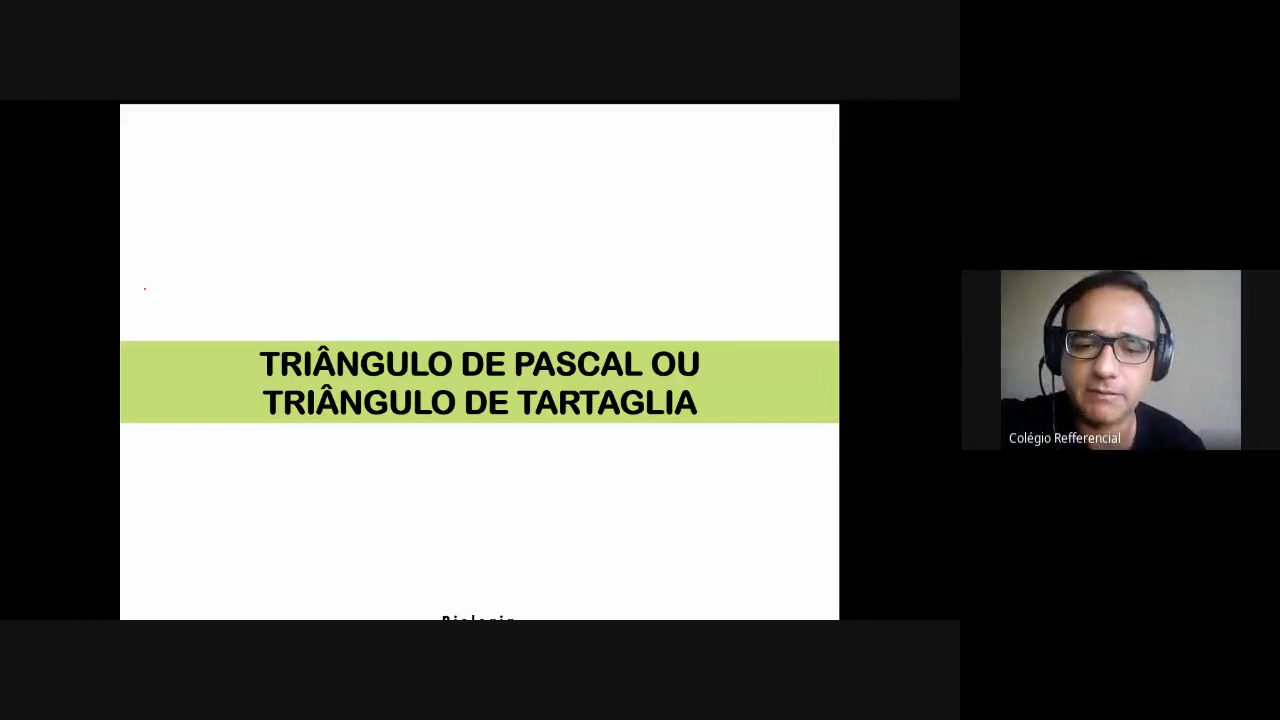 TRIÂNGULO DE PASCAL OU
TRIÂNGULO DE TARTAGLIA
Colégio Refferencial